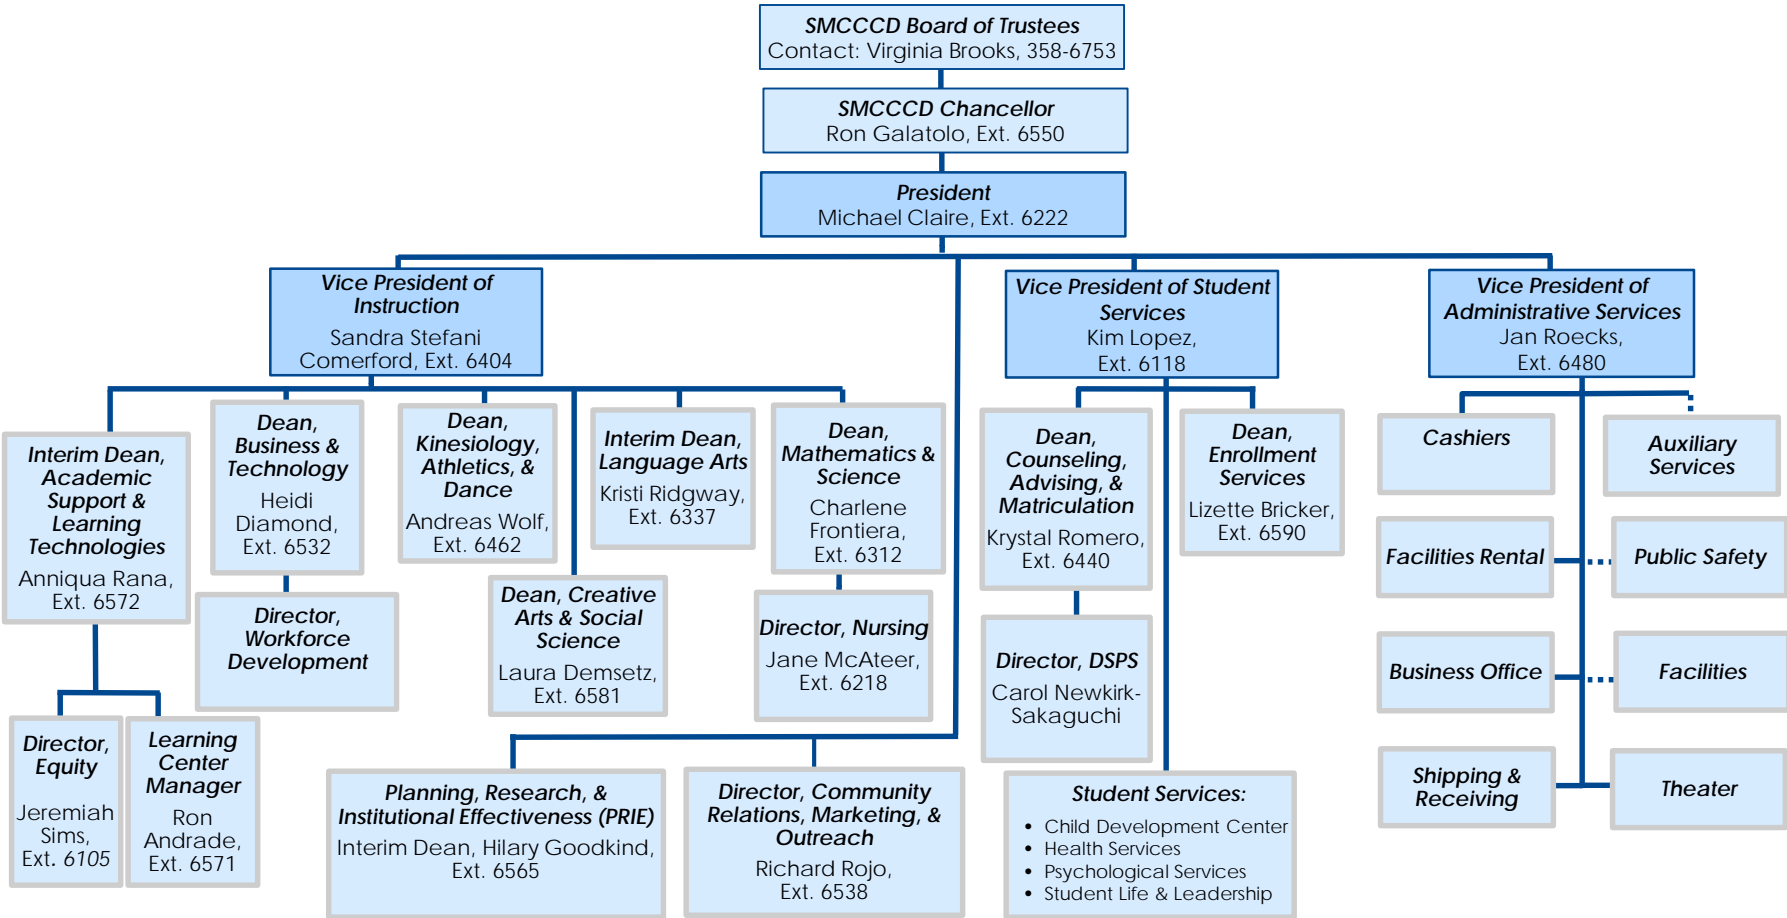 SMCCCD Board of Trustees
Contact: Virginia Brooks, 358-6753
SMCCCD Chancellor
Ron Galatolo, Ext. 6550
President
Michael Claire, Ext. 6222
Vice President of
Instruction
Sandra Stefani
Comerford, Ext. 6404
Vice President of Student
Services
Kim Lopez,
Ext. 6118
Vice President of
Administrative Services
Jan Roecks,
Ext. 6480
Interim Dean,
Academic
Support &
Learning
Technologies
Anniqua Rana,
Ext. 6572
Dean,
Business &
Technology
Heidi
Diamond,
Ext. 6532
Dean,
Kinesiology,
Athletics, &
Dance
Andreas Wolf,
Ext. 6462
Interim Dean,
Language Arts
Kristi Ridgway,
Ext. 6337
Dean,
Mathematics &
Science
Charlene
Frontiera,
Ext. 6312
Dean,
Counseling,
Advising, &
Matriculation
Krystal Romero,
Ext. 6440
Dean,
Enrollment
Services
Lizette Bricker,
Ext. 6590
Cashiers
Auxiliary
Services
Facilities Rental
Public Safety
Business Office
Facilities
Shipping &
Receiving
Theater
Director,
Workforce
Development
Dean, Creative
Arts & Social
Science
Laura Demsetz,
Ext. 6581
Director, Nursing
Jane McAteer,
Ext. 6218
Director, DSPS
Carol Newkirk-
Sakaguchi
Director,
Equity
Jeremiah
Sims,
Ext. 6105
Learning
Center
Manager
Ron
Andrade,
Ext. 6571
Planning, Research, &
Institutional Effectiveness (PRIE)
Interim Dean, Hilary Goodkind,
Ext. 6565
Director, Community
Relations, Marketing, &
Outreach
Richard Rojo,
Ext. 6538
Student Services:
• Child Development Center
• Health Services
• Psychological Services
• Student Life & Leadership